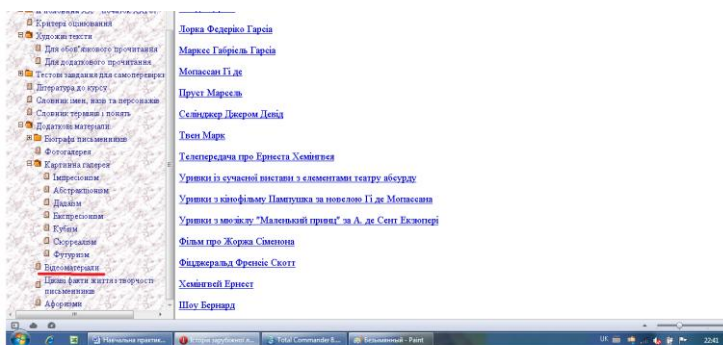 Критерії оцінювання
Художні тексти
Для обов"язкового прочитання
Для додаткового прочитання
Тестові завдання для самоперевірки
Література до курсу
Словник імен, назв та персонажів
Словник термінів і понять
Додаткові матеріали
Біографії письменників
Фотогалерея
Картинна галерея
Імпресіонізм
Абстракціонізм
Дадаїзм
Експресіонізм
Кубізм
Сюрреалізм
Футуризм
Відеоматеріали
Цікаві факти життя і творчості
письменників
Афоризми
Лорка Федеріко Гарсіа
Маркес Габріель Гарсіа
Мопассан Гі де
Пруст Марсель
Селінджер Джером Девід
Твен Марк
Телепередача про Ернеста Хемінгвея
Уривки із сучасної вистави з елементами театру абсурду
Уривки з кінофільму Пампушка за новелою Гі де Мопассана
Уривки з мюзіклу "Маленький принц" за А. де Сент Екзюпері
Фільм про Жоржа Сіменона
Фіцджеральд Френсіс Скотт
Хемінгвей Ернест
Шоу Бернард
Навчальна практик...
Історія зарубіжної л...
Total Commander 8....
Безымянный - Paint
UK
22:41